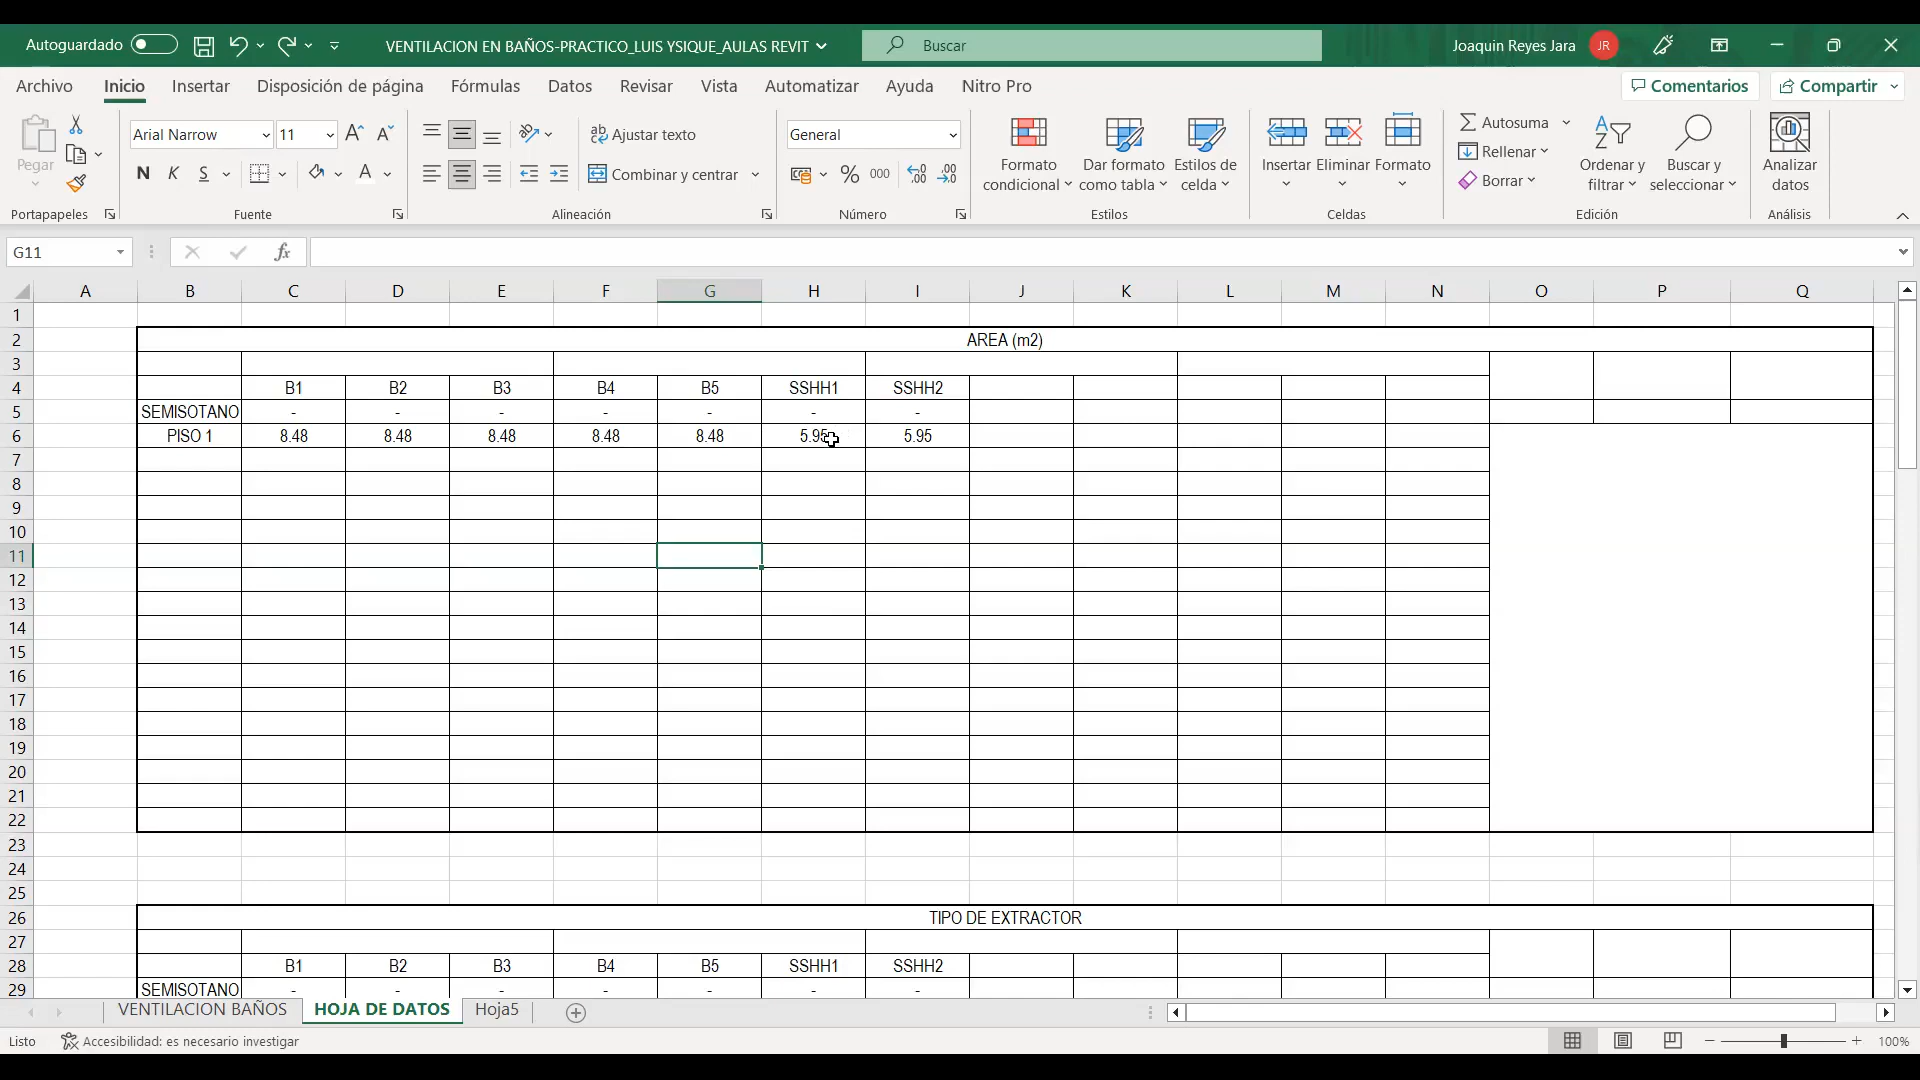 Autoguardado
VENTILACION EN BAÑOS-PRACTICO_LUIS YSIQUE_AULAS REVIT
Buscar
Joaquin Reyes Jara JR
Archivo Inicio Insertar Disposición de página Fórmulas Datos Revisar Vista Automatizar Ayuda Nitro Pro
Comentarios Compartir
Pegar
Arial Narrow 11 A A
N K S A
ab Ajustar texto
Combinar y centrar
General
% 000
Formato condicional
Dar formato como tabla
Estilos de celda
Insertar Eliminar Formato
Autosuma
Rellenar
Borrar
Ordenar y filtrar
Buscar y seleccionar
Analizar datos
Portapapeles Fuente Alineación Número Estilos Celdas Edición Análisis
G11 fx
A B C D E F G H I J K L M N O P Q
1
2 AREA (m2)
3
4 B1 B2 B3 B4 B5 SSHH1 SSHH2
5 SEMISOTANO - - - - - - -
6 PISO 1 8.48 8.48 8.48 8.48 8.48 5.95 5.95
7
8
9
10
11
12
13
14
15
16
17
18
19
20
21
22
23
24
25
26 TIPO DE EXTRACTOR
27
28 B1 B2 B3 B4 B5 SSHH1 SSHH2
29 SEMISOTANO - - - - - - -
VENTILACION BAÑOS HOJA DE DATOS Hoja5
Listo Accesibilidad: es necesario investigar
100%